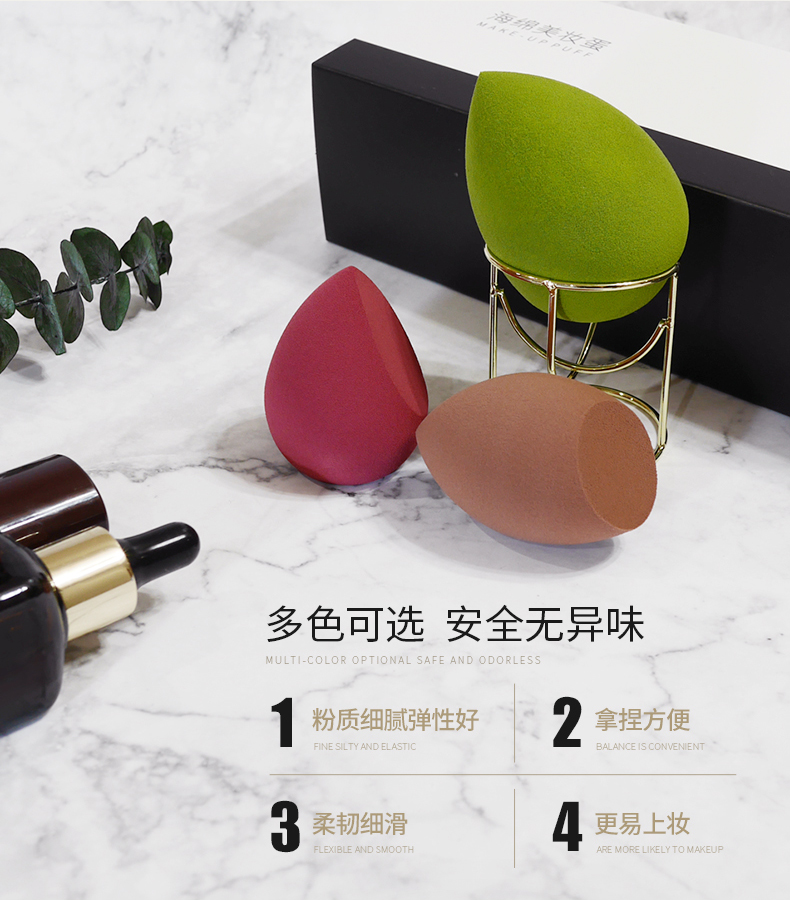 海绵美妆蛋
MAKE-UP PUFF
多色可选 安全无异味
MULTI-COLOR OPTIONAL SAFE AND ODORLESS
1 粉质细腻弹性好
FINE SILTY AND ELASTIC
2 拿捏方便
BALANCE IS CONVENIENT
3 柔韧细滑
FLEXIBLE AND SMOOTH
4 更易上妆
ARE MORE LIKELY TO MAKEUP